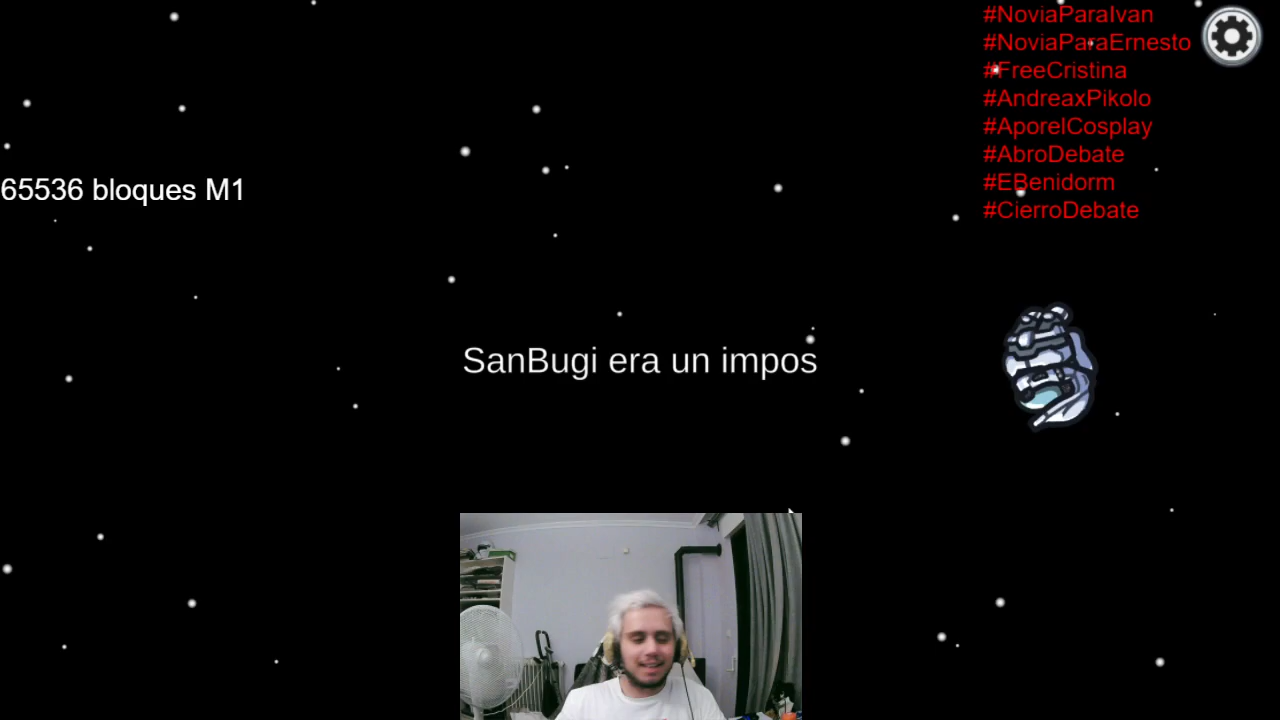 #NoviaParaIvan
#NoviaParaErnesto
#FreeCristina
#AndreaxPikolo
#AporelCosplay
#AbroDebate
#EBenidorm
#CierroDebate
65536 bloques M1
SanBugi era un impos